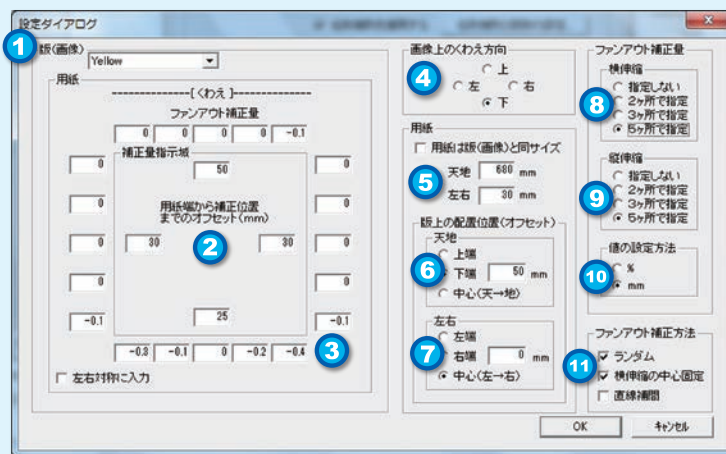 設定ダイアログ
1
版(画像)
Yellow
用紙
--------------[くわえ]--------------
ファンアウト補正量
0 0 0 0 -0.1
補正量指示域
50
0 0
0 0
用紙端から補正位置
までのオフセット(mm)
30 2 30
0 0
0 0
25
-0.1 -0.1
-0.3 -0.1 0 -0.2 -0.4 3
左右対称に入力
画像上のくわえ方向
4
上
左 右
下
用紙
用紙は版(画像)と同サイズ
5
天地 680 mm
左右 30 mm
版上の配置位置(オフセット)
天地
上端
6 下端 50 mm
中心(天→地)
左右
左端
7 右端 0 mm
中心(左→右)
ファンアウト補正量
横伸縮
8
指定しない
2ヶ所で指定
3ヶ所で指定
5ヶ所で指定
縦伸縮
9
指定しない
2ヶ所で指定
3ヶ所で指定
5ヶ所で指定
値の設定方法
10
%
mm
ファンアウト補正方法
11
ランダム
横伸縮の中心固定
直線補間
OK キャンセル